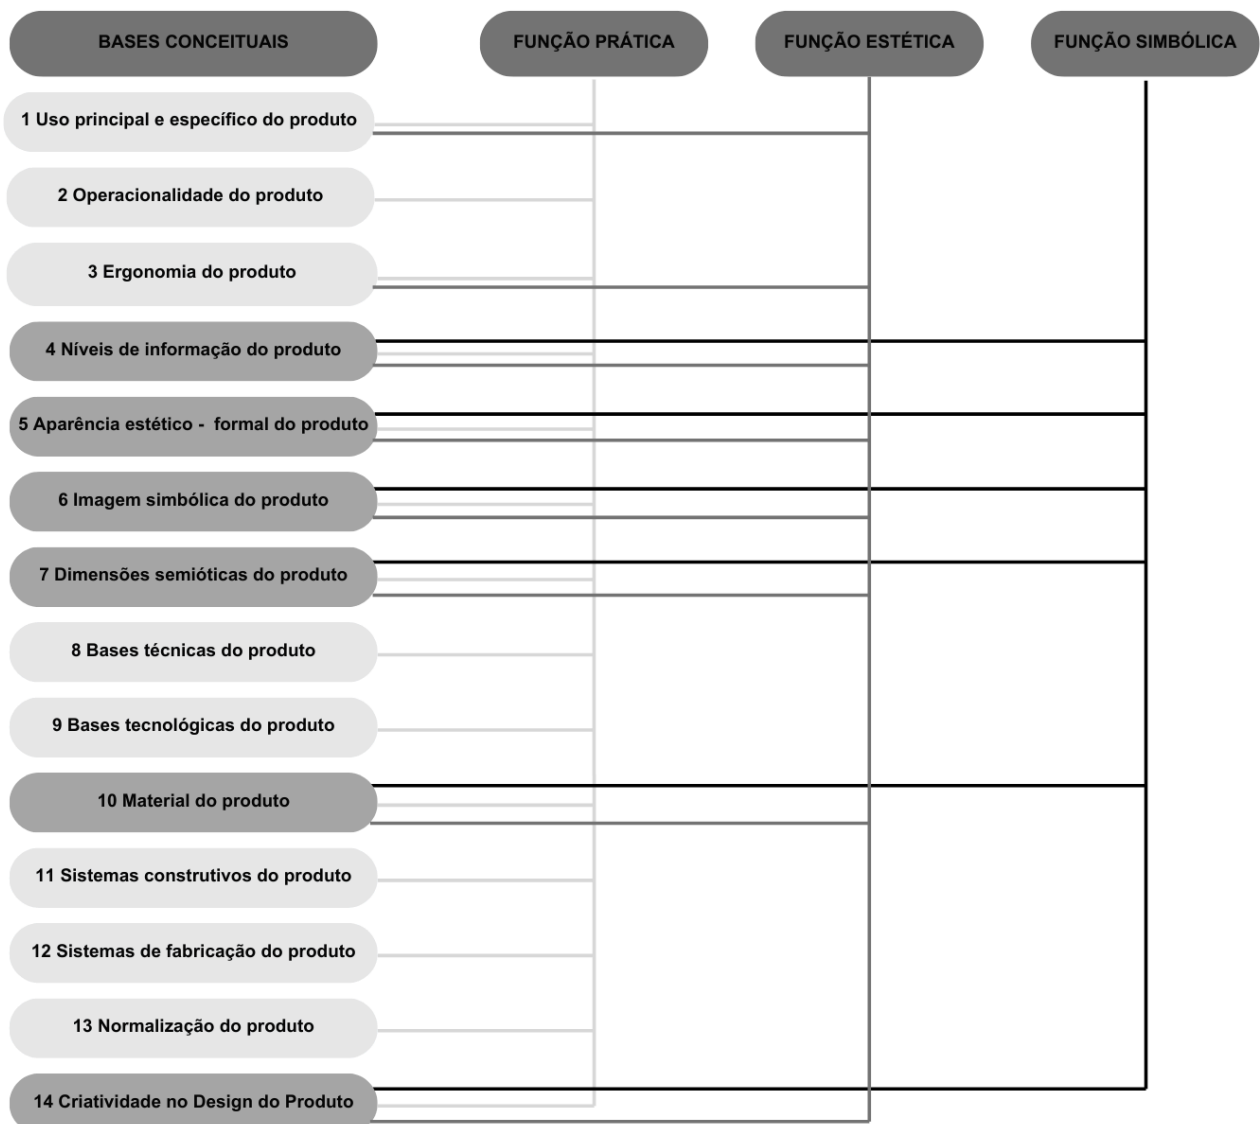 BASES CONCEITUAIS
FUNÇÃO PRÁTICA
FUNÇÃO ESTÉTICA
FUNÇÃO SIMBÓLICA
1 Uso principal e específico do produto
2 Operacionalidade do produto
3 Ergonomia do produto
4 Níveis de informação do produto
5 Aparência estético - formal do produto
6 Imagem simbólica do produto
7 Dimensões semióticas do produto
8 Bases técnicas do produto
9 Bases tecnológicas do produto
10 Material do produto
11 Sistemas construtivos do produto
12 Sistemas de fabricação do produto
13 Normalização do produto
14 Criatividade no Design do Produto